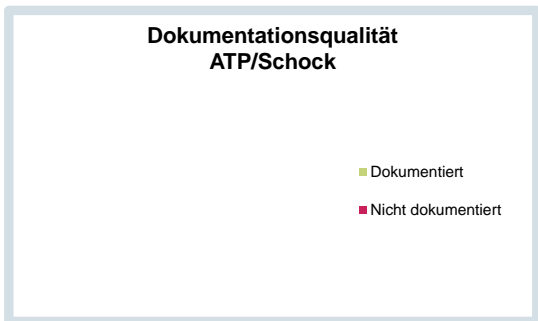 Dokumentationsqualität
ATP/Schock
Dokumentiert
Nicht dokumentiert